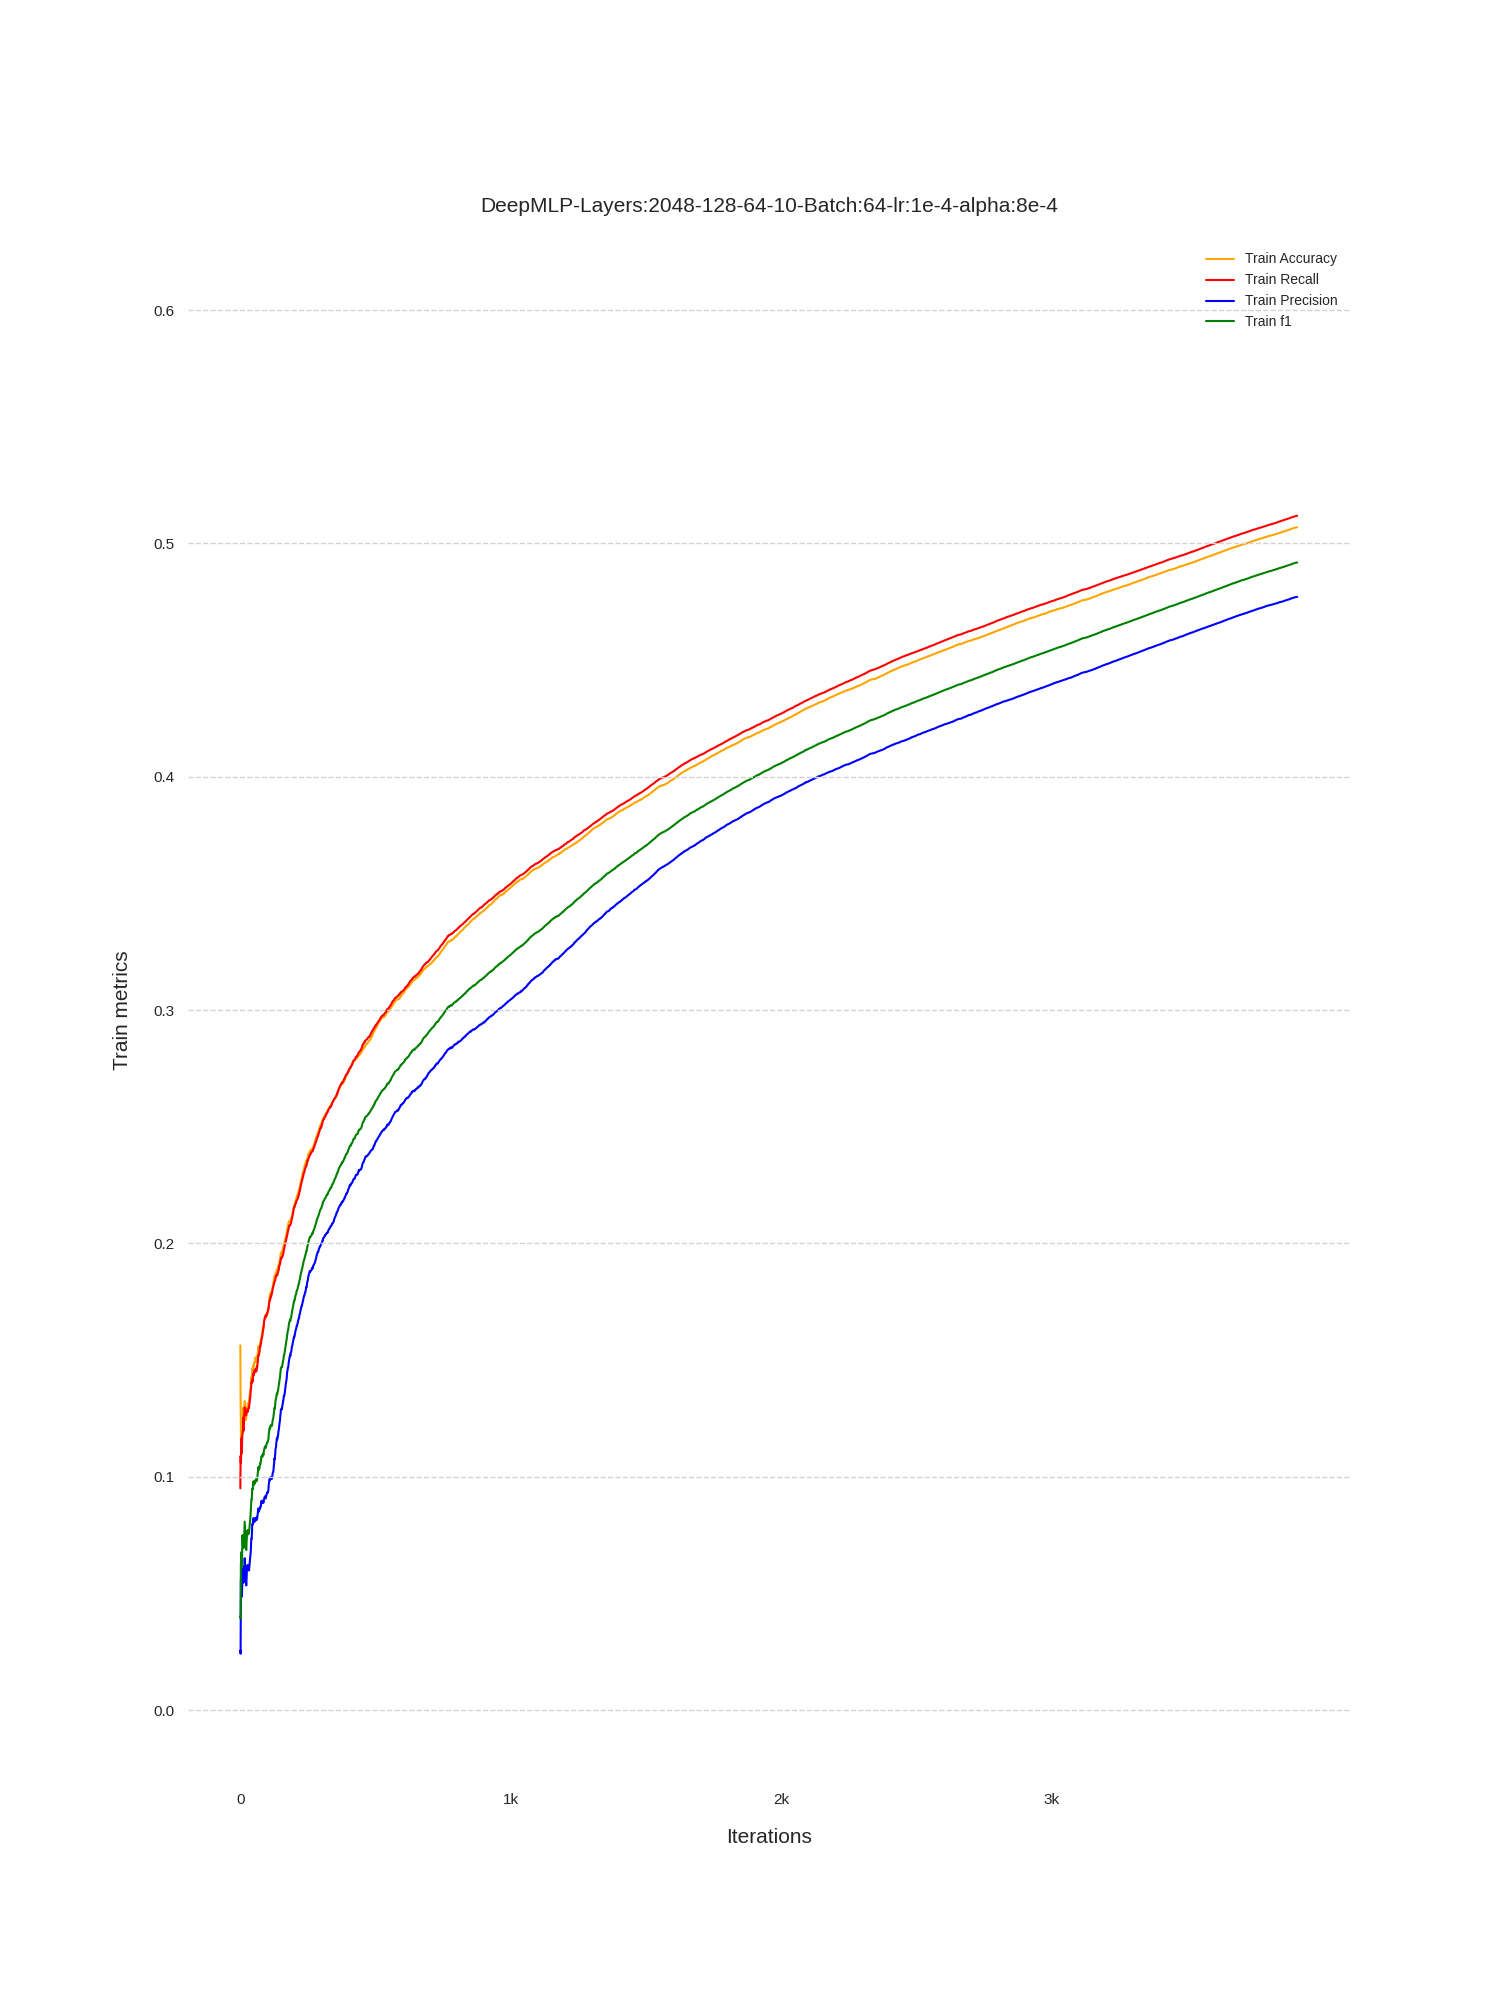 DeepMLP-Layers:2048-128-64-10-Batch:64-lr:1e-4-alpha:8e-4
Train Accuracy
Train Recall
Train Precision
Train f1
0.6
0.5
0.4
0.3
0.2
0.1
0.0
Train metrics
0
1k
2k
3k
Iterations